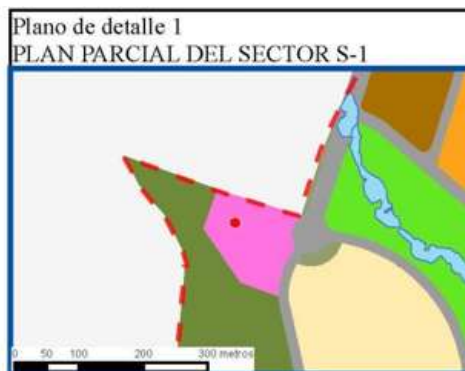 Plano de detalle 1
PLAN PARCIAL DEL SECTOR S-1
0 50 100 200 300 metros